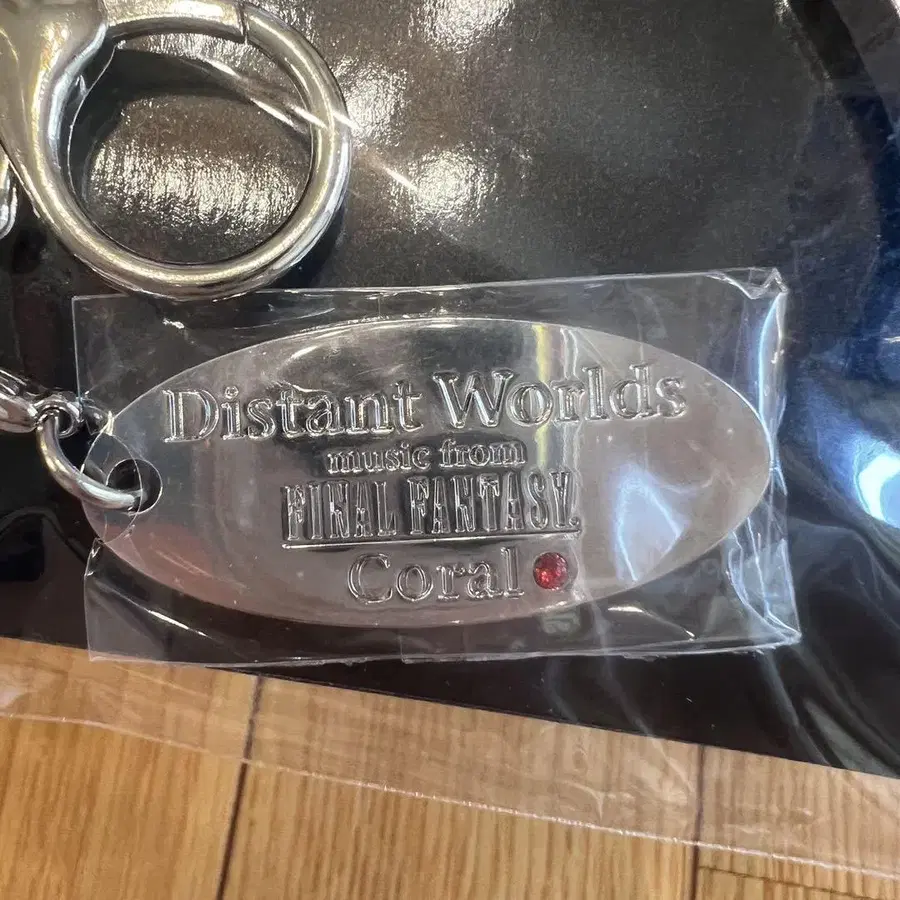 Distant Worlds
music from
FINAL FANTASY.
Coral